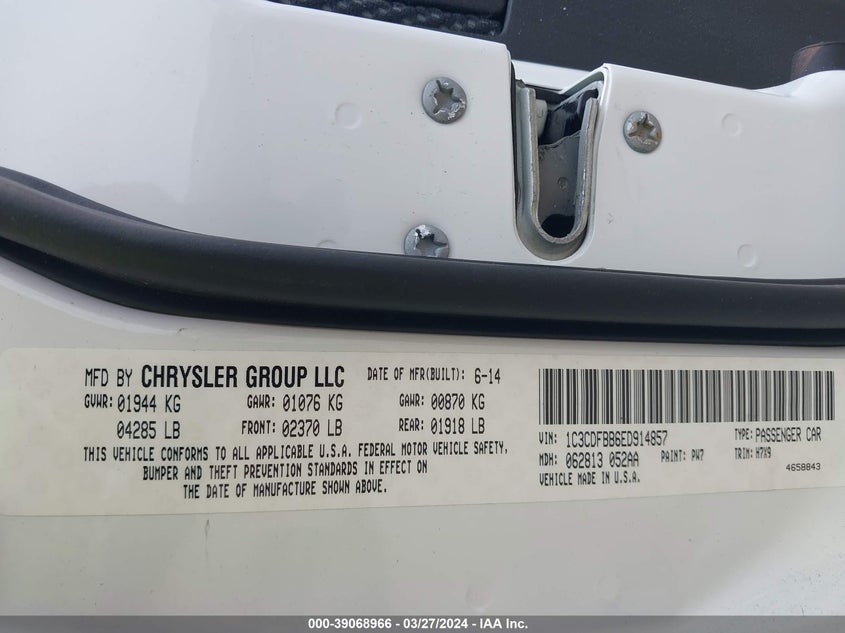 MFD BY CHRYSLER GROUP LLC DATE OF MFR(BUILT): 6-14
GVWR: 01944 KG GAWR: 01076 KG GAWR: 00870 KG
04285 LB FRONT: 02370 LB REAR: 01918 LB
THIS VEHICLE CONFORMS TO ALL APPLICABLE U.S.A. FEDERAL MOTOR VEHICLE SAFETY,
BUMPER AND THEFT PREVENTION STANDARDS IN EFFECT ON
THE DATE OF MANUFACTURE SHOWN ABOVE.
VIN: 1C3CDFBB6ED914857 TYPE: PASSENGER CAR
MDH: 062813 052AA PAINT: PW7 TRIM: H7X9
VEHICLE MADE IN U.S.A. 4658843
000-39068966 — 03/27/2024 — IAA Inc.